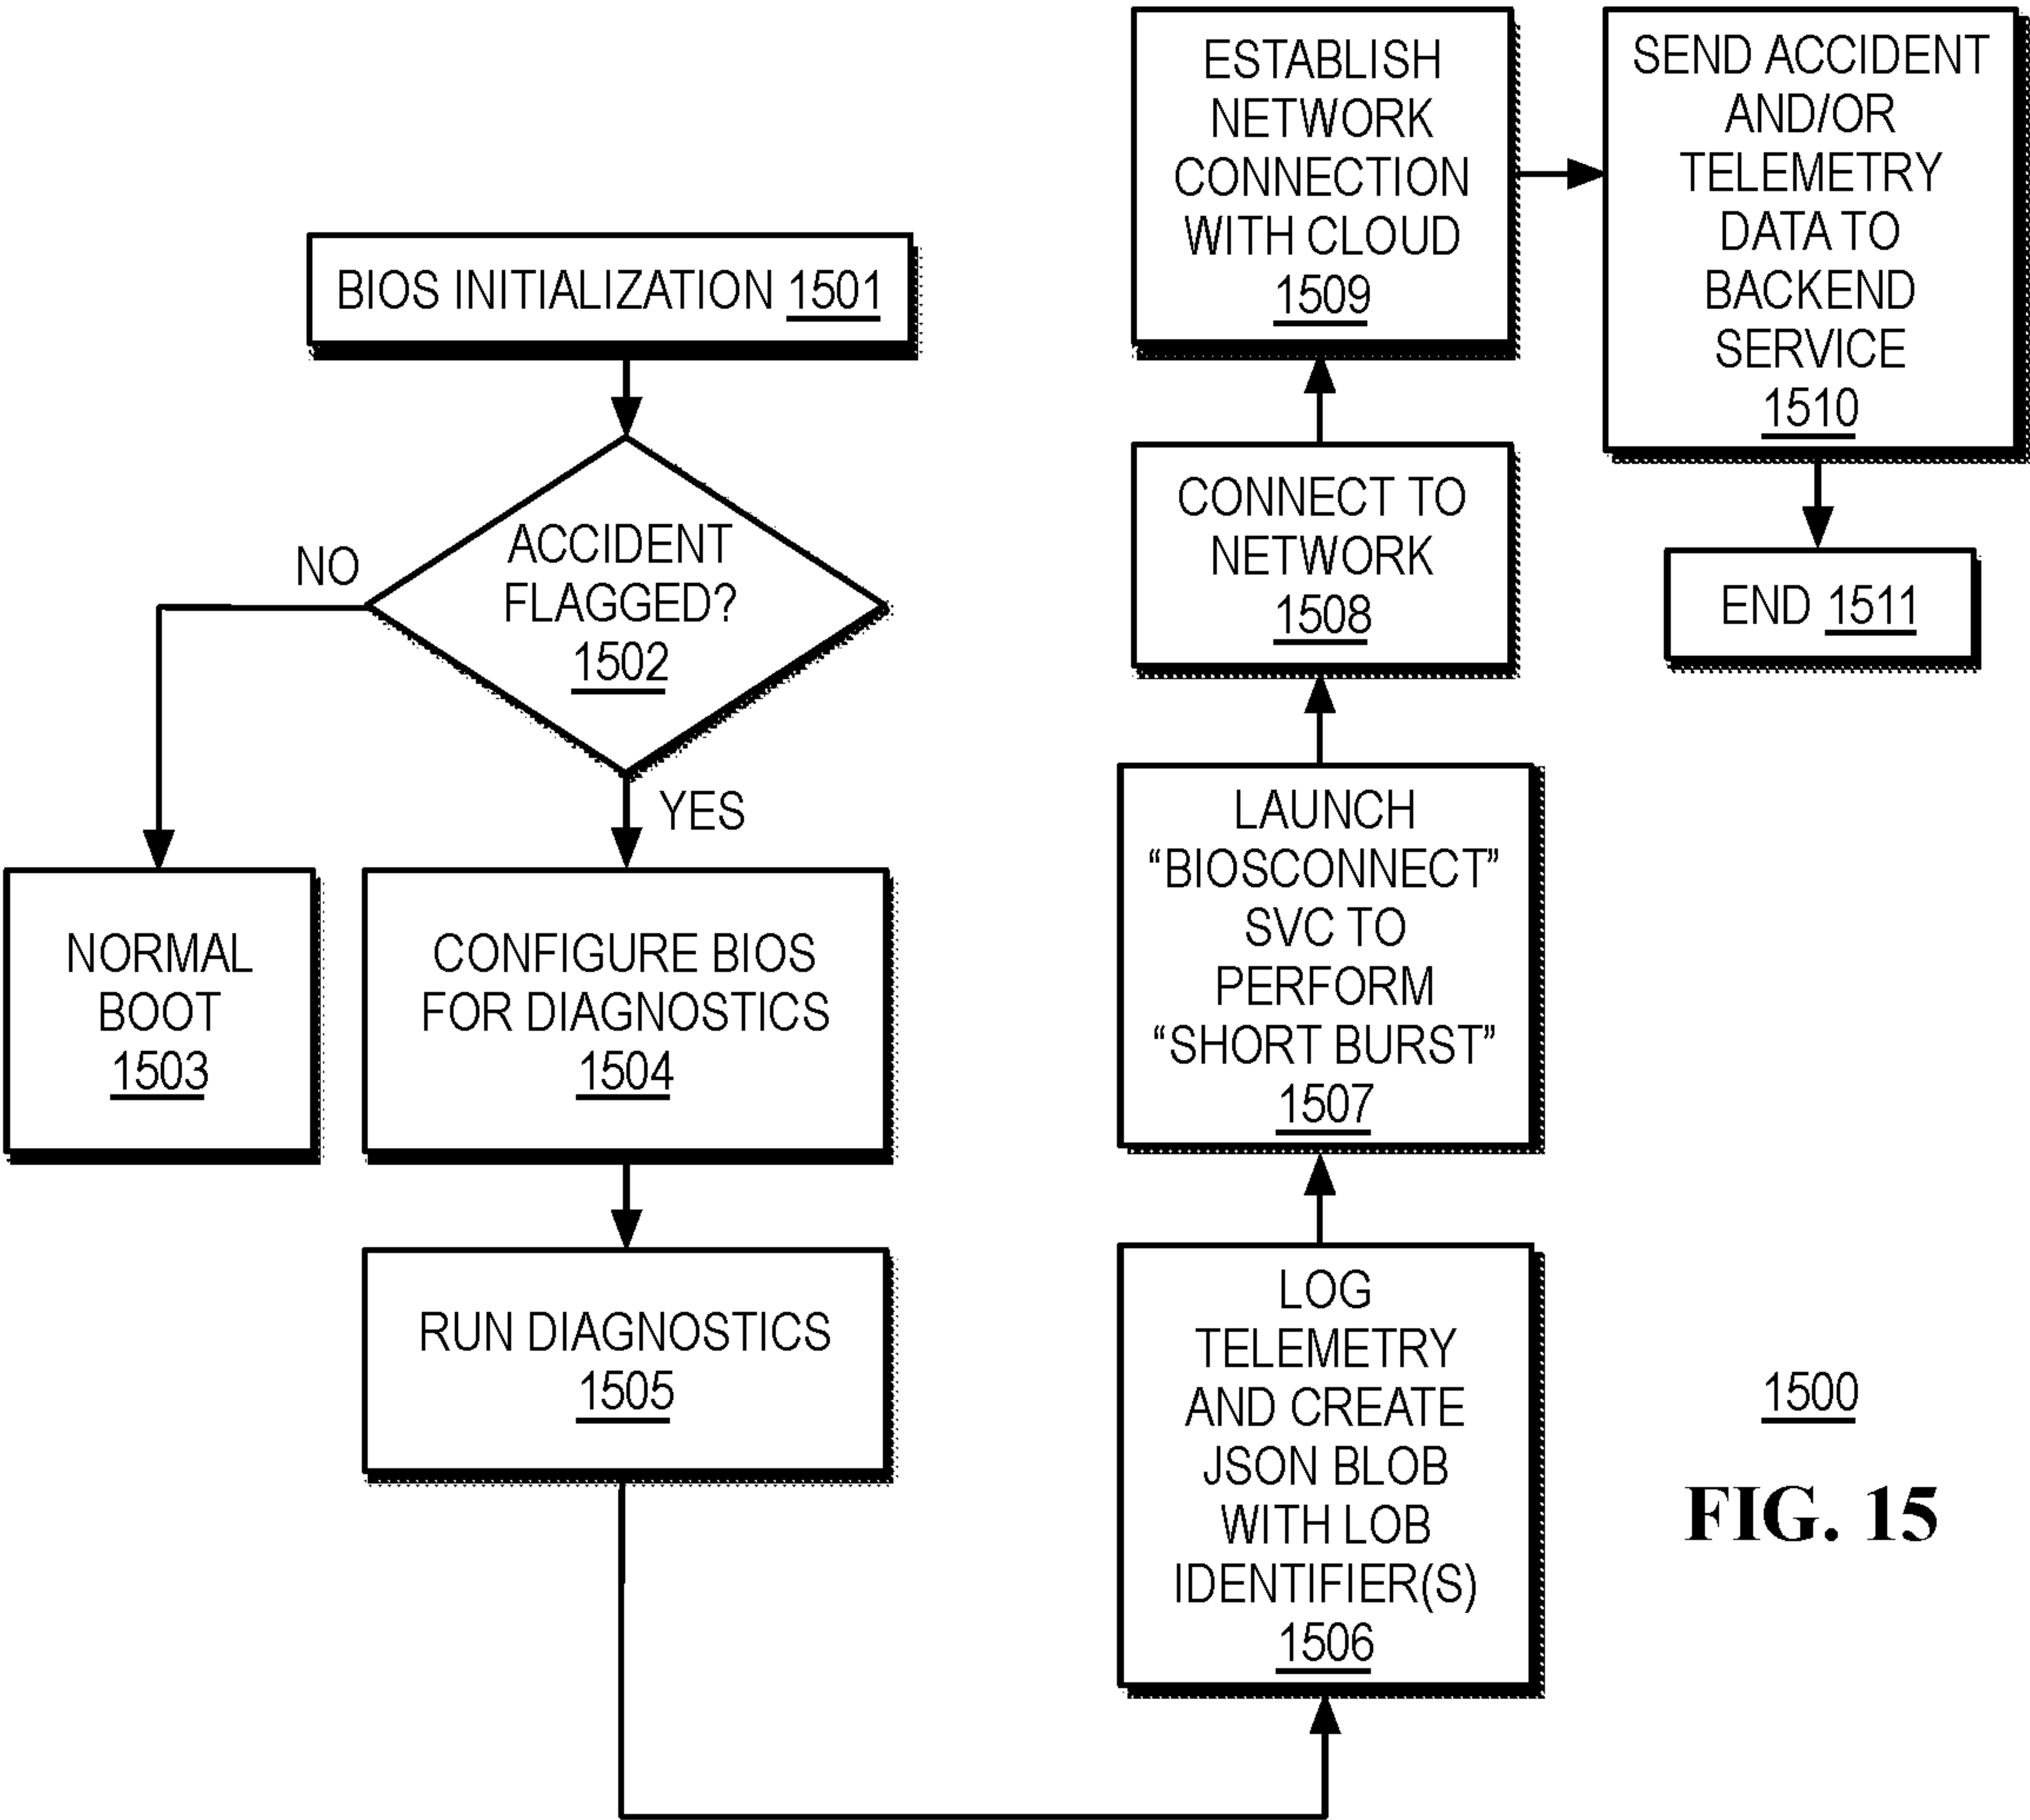 BIOS INITIALIZATION 1501
ACCIDENT
FLAGGED?
1502
NO
YES
NORMAL
BOOT
1503
CONFIGURE BIOS
FOR DIAGNOSTICS
1504
RUN DIAGNOSTICS
1505
LOG
TELEMETRY
AND CREATE
JSON BLOB
WITH LOB
IDENTIFIER(S)
1506
LAUNCH
“BIOSCONNECT”
SVC TO
PERFORM
“SHORT BURST”
1507
CONNECT TO
NETWORK
1508
ESTABLISH
NETWORK
CONNECTION
WITH CLOUD
1509
SEND ACCIDENT
AND/OR
TELEMETRY
DATA TO
BACKEND
SERVICE
1510
END 1511
1500
FIG. 15